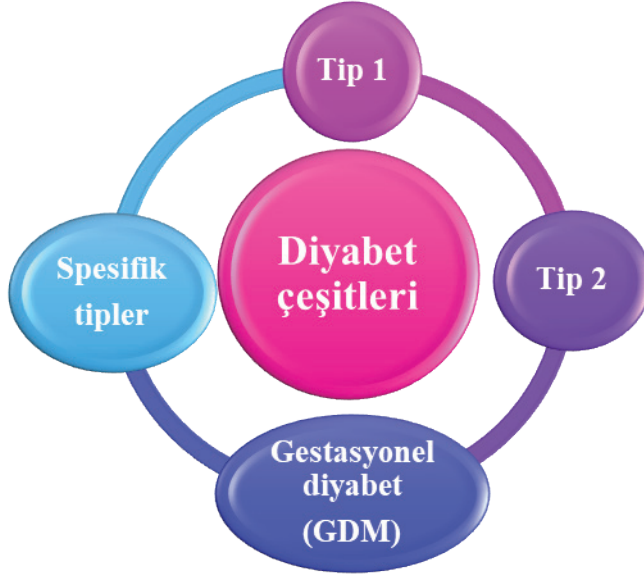 Tip 1
Diyabet
çeşitleri
Tip 2
Gestasyonel
diyabet
(GDM)
Spesifik
tipler